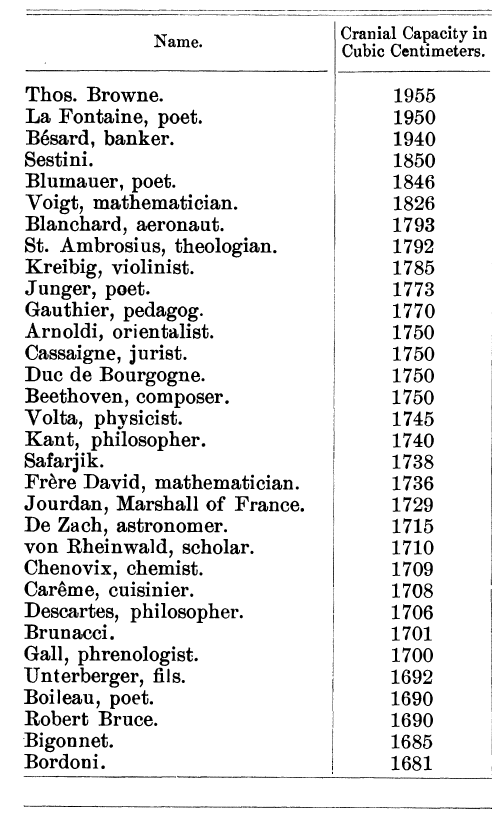 Name.
Cranial Capacity in
Cubic Centimeters.
Thos. Browne. 1955
La Fontaine, poet. 1950
Bésard, banker. 1940
Sestini. 1850
Blumauer, poet. 1846
Voigt, mathematician. 1826
Blanchard, aeronaut. 1793
St. Ambrosius, theologian. 1792
Kreibig, violinist. 1785
Junger, poet. 1773
Gauthier, pedagog. 1770
Arnoldi, orientalist. 1750
Cassaigne, jurist. 1750
Duc de Bourgogne. 1750
Beethoven, composer. 1750
Volta, physicist. 1745
Kant, philosopher. 1740
Safarjik. 1738
Frère David, mathematician. 1736
Jourdan, Marshall of France. 1729
De Zach, astronomer. 1715
von Rheinwald, scholar. 1710
Chenovix, chemist. 1709
Carême, cuisinier. 1708
Descartes, philosopher. 1706
Brunacci. 1701
Gall, phrenologist. 1700
Unterberger, fils. 1692
Boileau, poet. 1690
Robert Bruce. 1690
Bigonnet. 1685
Bordoni. 1681